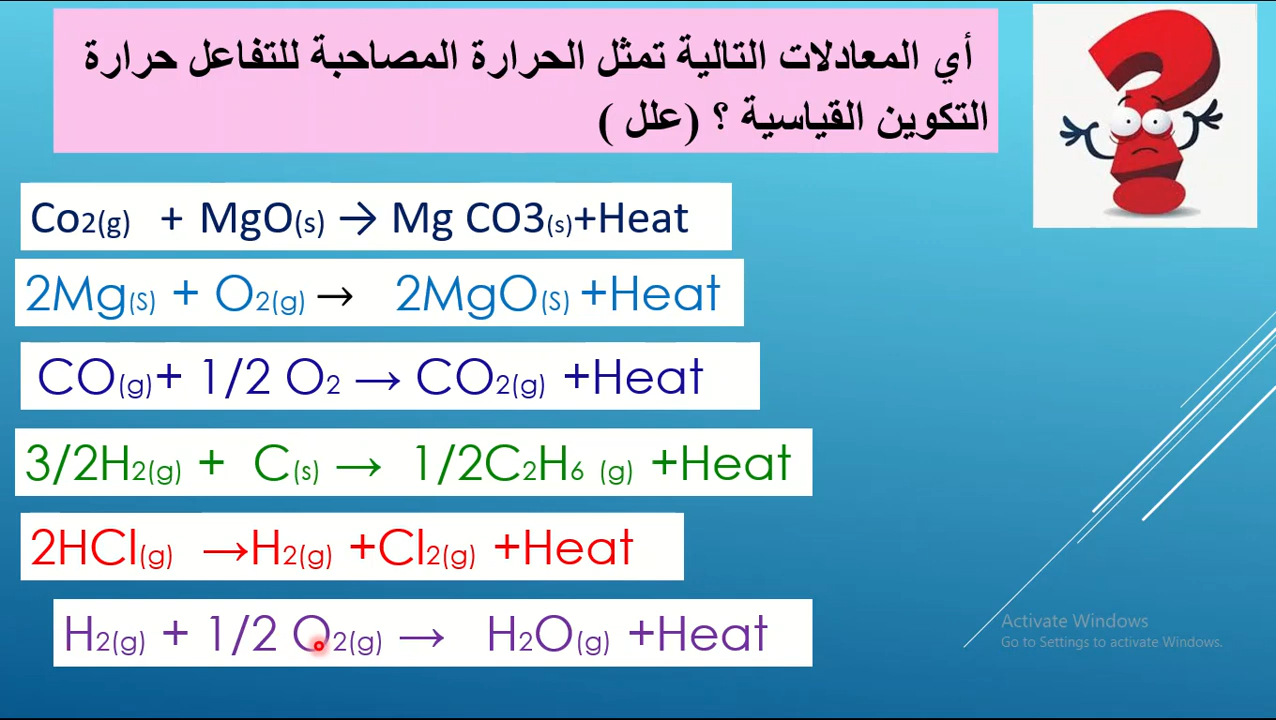 أي المعادلات التالية تمثل الحرارة المصاحبة للتفاعل حرارة
التكوين القياسية ؟ (علل )
Co2(g) + MgO(s) → Mg CO3(s)+Heat
2Mg(S) + O2(g) → 2MgO(S) +Heat
CO(g)+ 1/2 O2 → CO2(g) +Heat
3/2H2(g) + C(s) → 1/2C2H6 (g) +Heat
2HCl(g) →H2(g) +Cl2(g) +Heat
H2(g) + 1/2 O2(g) → H2O(g) +Heat
Activate Windows
Go to Settings to activate Windows.